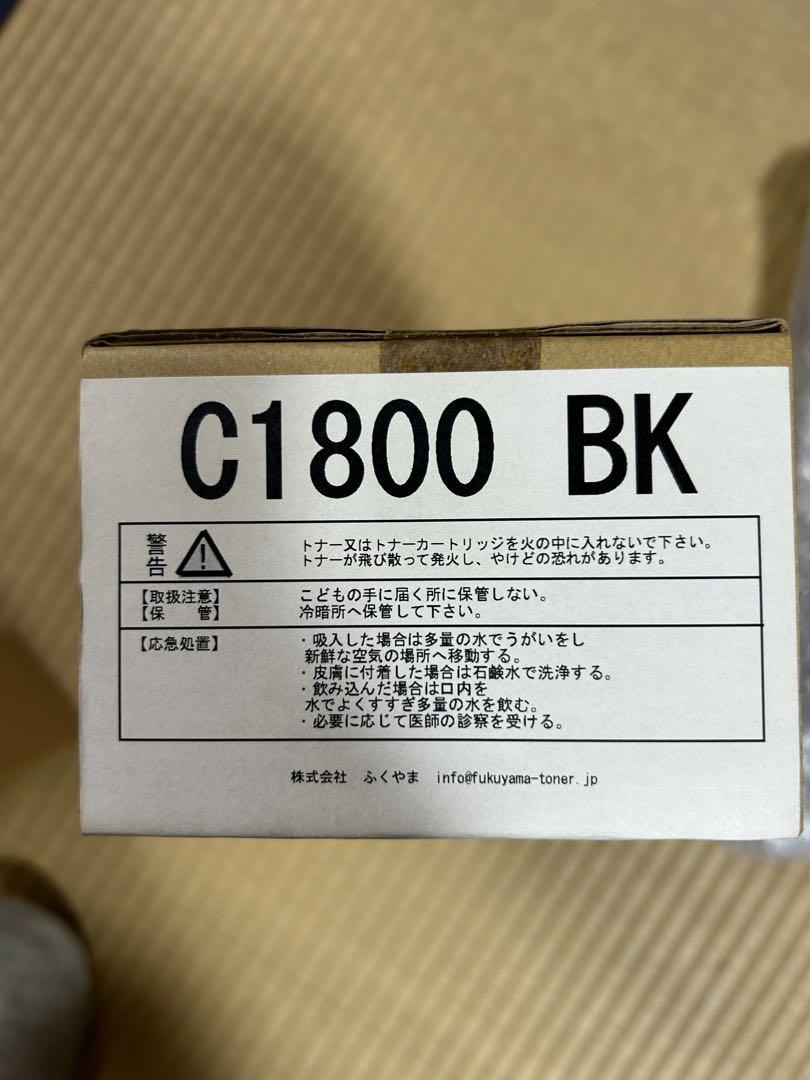 C1800 BK
警告
トナー又はトナーカートリッジを火の中に入れないで下さい。
トナーが飛び散って発火し、やけどの恐れがあります。
【取扱注意】 こどもの手に届く所に保管しない。
【保　管】 冷暗所へ保管して下さい。
【応急処置】 ・吸入した場合は多量の水でうがいをし
新鮮な空気の場所へ移動する。
・皮膚に付着した場合は石鹸水で洗浄する。
・飲み込んだ場合は口内を
水でよくすすぎ多量の水を飲む。
・必要に応じて医師の診察を受ける。
株式会社　ふくやま　info@fukuyama-toner.jp